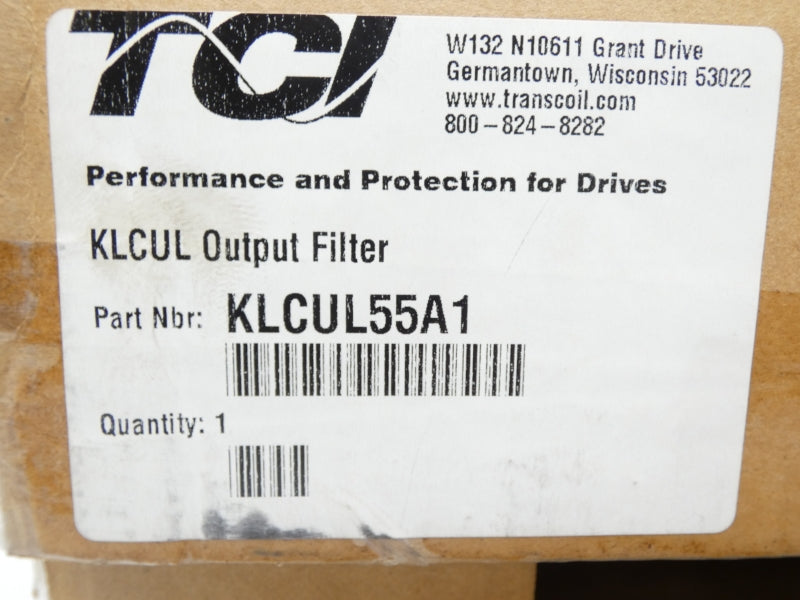 TCI
W132 N10611 Grant Drive
Germantown, Wisconsin 53022
www.transcoil.com
800-824-8282
Performance and Protection for Drives
KLCUL Output Filter
Part Nbr: KLCUL55A1
Quantity: 1